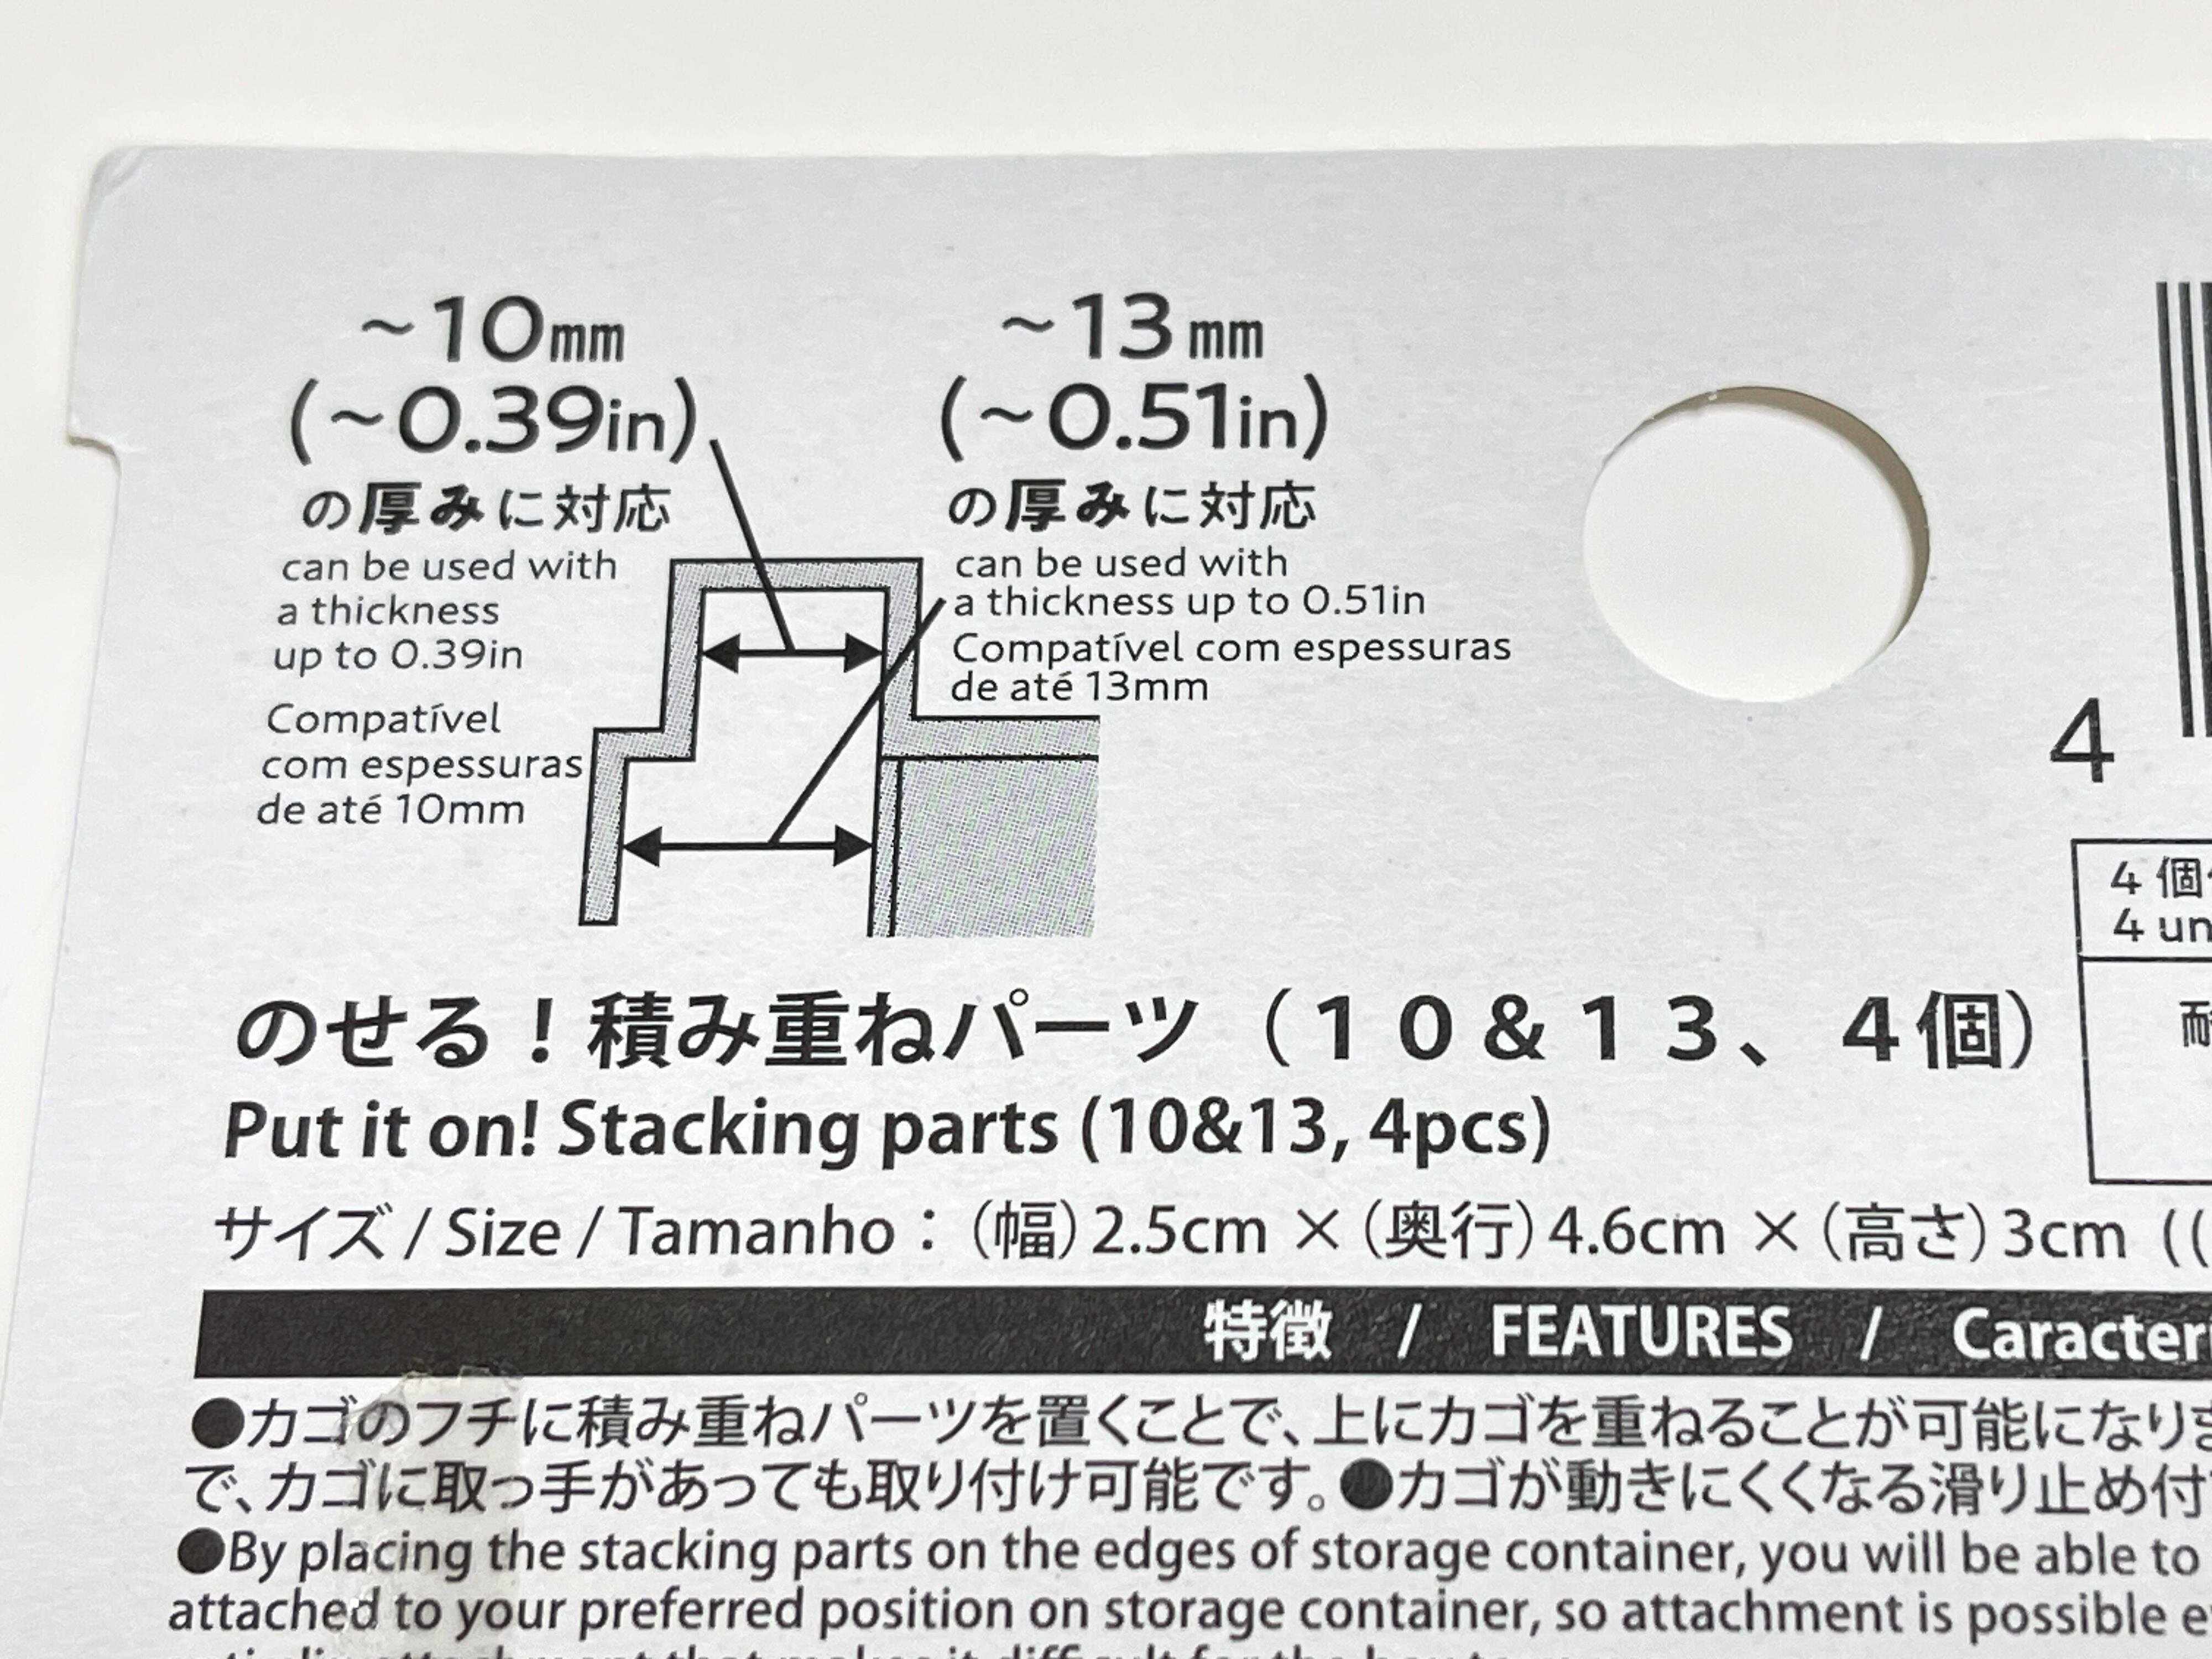 ~10mm
(~0.39in)
の厚みに対応
can be used with
a thickness
up to 0.39in
Compatível
com espessuras
de até 10mm
~13mm
(~0.51in)
の厚みに対応
can be used with
a thickness up to 0.51in
Compatível com espessuras
de até 13mm
4
4個
4 un
のせる！積み重ねパーツ（１０＆１３、４個）
Put it on! Stacking parts (10&13, 4pcs)
サイズ / Size / Tamanho：（幅）2.5cm ×（奥行）4.6cm ×（高さ）3cm ((
特徴 / FEATURES / Caracter
●カゴのフチに積み重ねパーツを置くことで、上にカゴを重ねることが可能になり
で、カゴに取っ手があっても取り付け可能です。●カゴが動きにくくなる滑り止め付
●By placing the stacking parts on the edges of storage container, you will be able to
attached to your preferred position on storage container, so attachment is possible